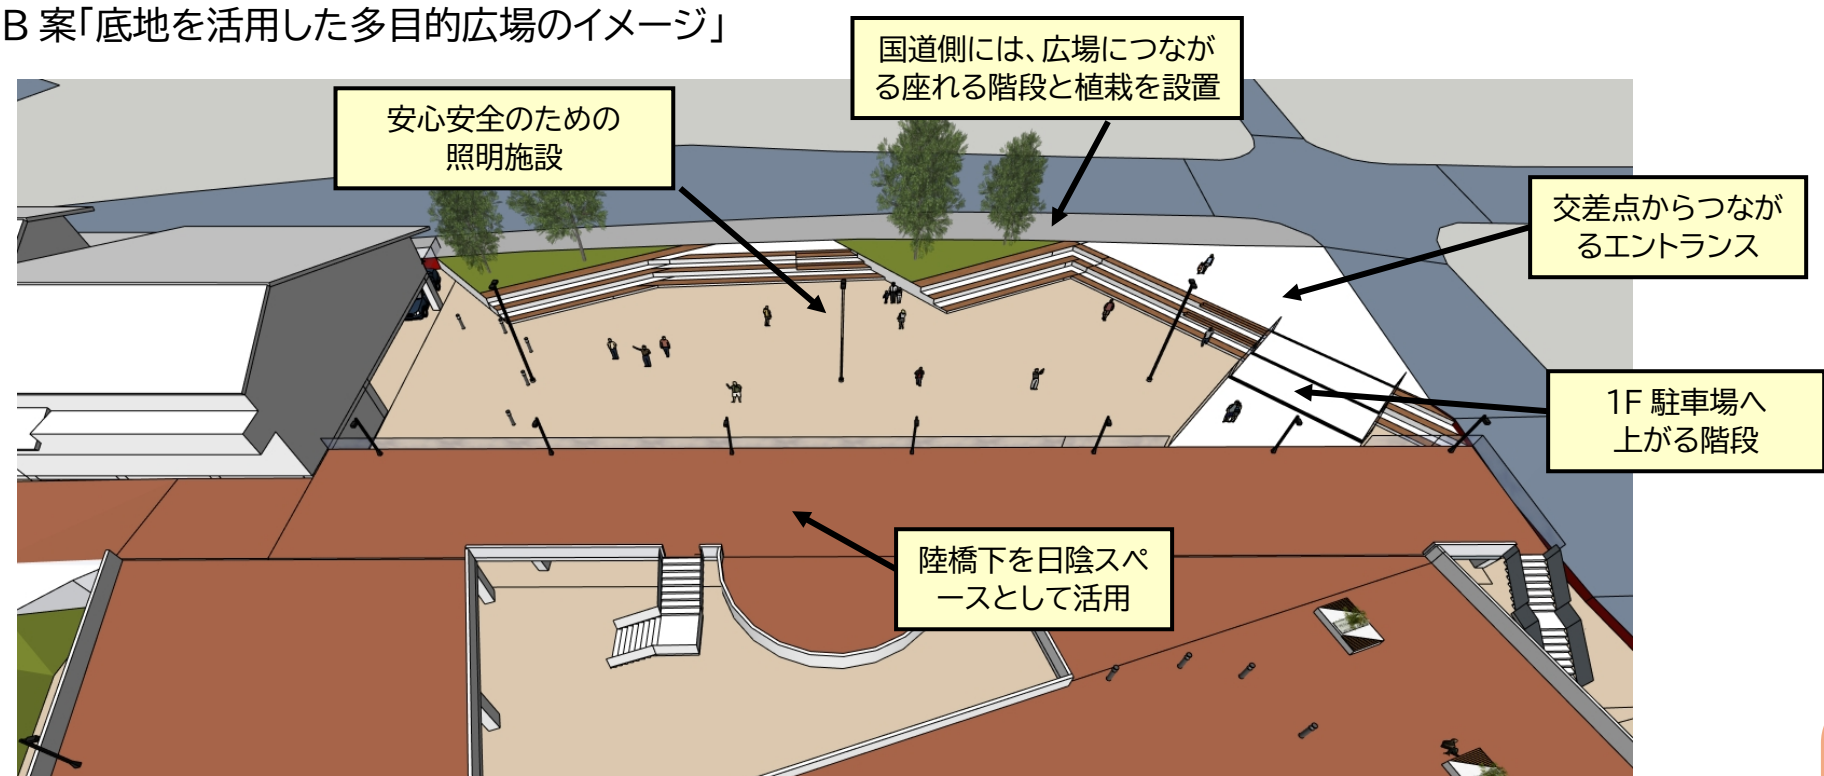 B 案「底地を活用した多目的広場のイメージ」
国道側には、広場につなが
る座れる階段と植栽を設置
安心安全のための
照明施設
交差点からつなが
るエントランス
1F 駐車場へ
上がる階段
陸橋下を日陰スペ
ースとして活用